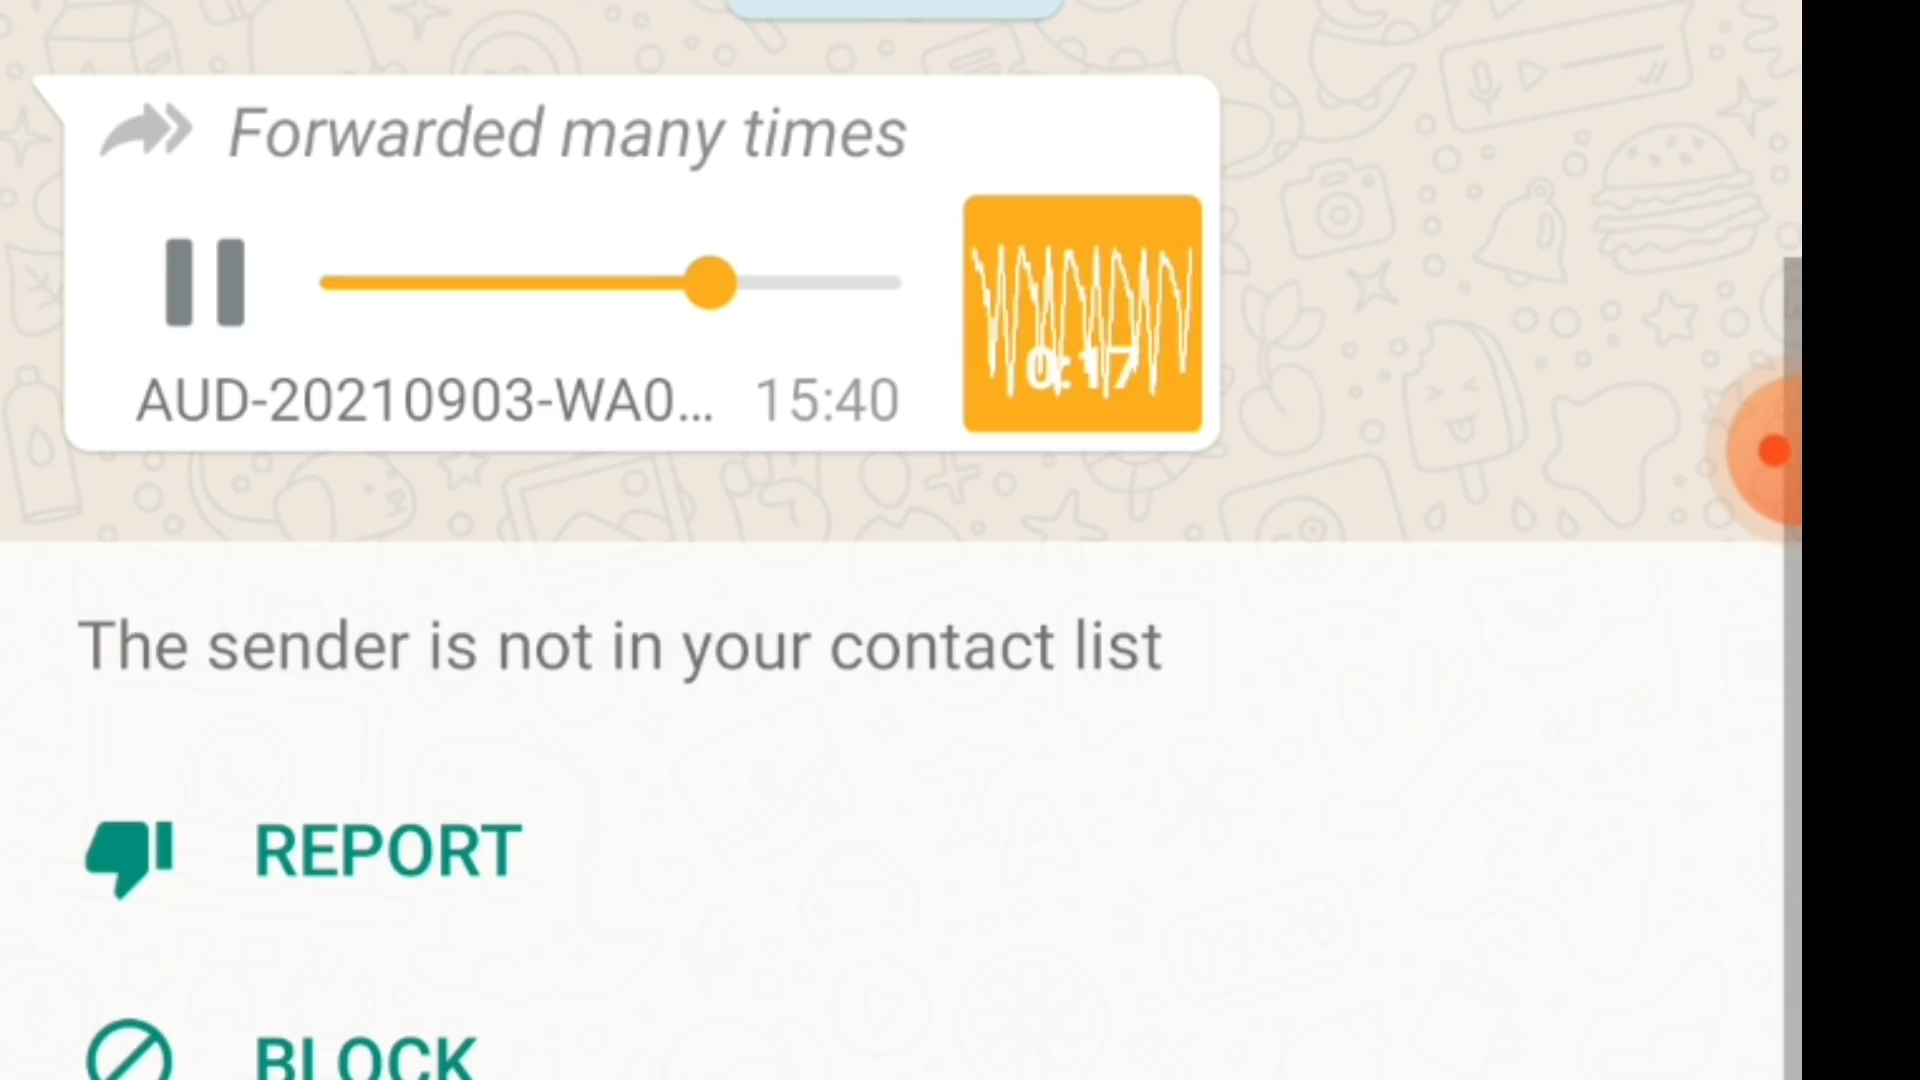 Forwarded many times
0:17
AUD-20210903-WA0... 15:40
The sender is not in your contact list
REPORT
BLOCK